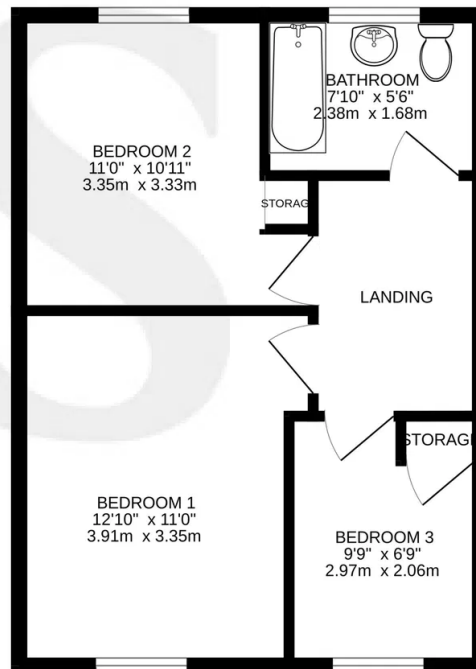 BATHROOM
7'10" x 5'6"
2.38m x 1.68m
BEDROOM 2
11'0" x 10'11"
3.35m x 3.33m
STORAG
LANDING
STORAGE
BEDROOM 1
12'10" x 11'0"
3.91m x 3.35m
BEDROOM 3
9'9" x 6'9"
2.97m x 2.06m